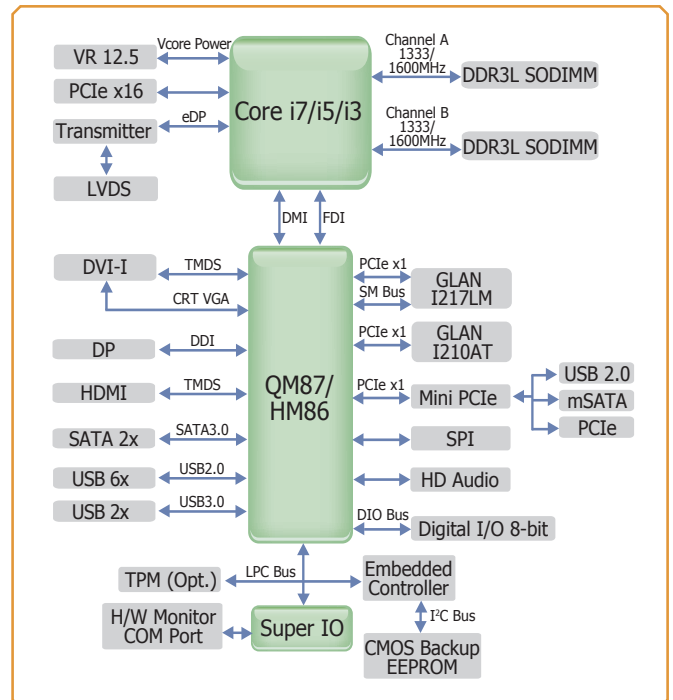 VR 12.5
Vcore Power
PCIe x16
Transmitter
eDP
LVDS
Core i7/i5/i3
Channel A
1333/
1600MHz
DDR3L SODIMM
Channel B
1333/
1600MHz
DDR3L SODIMM
DMI
FDI
DVI-I
TMDS
CRT VGA
DP
DDI
HDMI
TMDS
SATA 2x
SATA3.0
USB 6x
USB2.0
USB 2x
USB3.0
QM87/
HM86
PCIe x1
SM Bus
GLAN
I217LM
PCIe x1
GLAN
I210AT
PCIe x1
Mini PCIe
USB 2.0
mSATA
PCIe
SPI
HD Audio
DIO Bus
Digital I/O 8-bit
TPM (Opt.)
LPC Bus
Embedded
Controller
H/W Monitor
COM Port
Super IO
I²C Bus
CMOS Backup
EEPROM